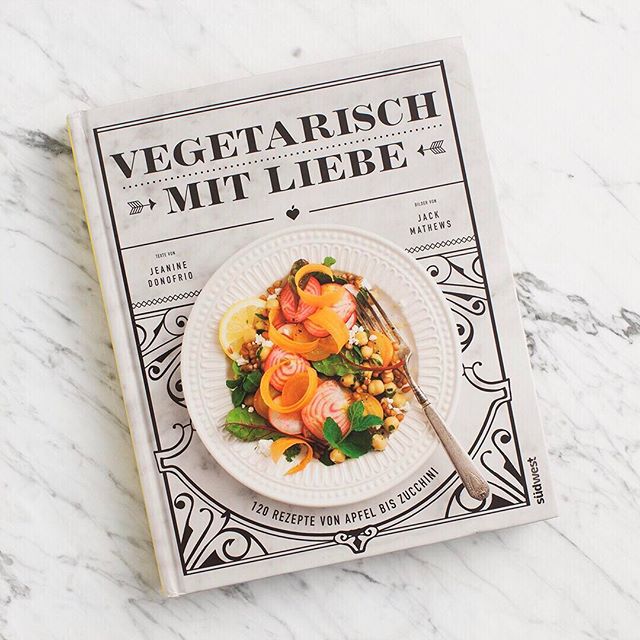 VEGETARISCH
MIT LIEBE
TEXTE VON
JEANINE
DONOFRIO
BILDER VON
JACK
MATHEWS
120 REZEPTE VON APFEL BIS ZUCCHINI
südwest